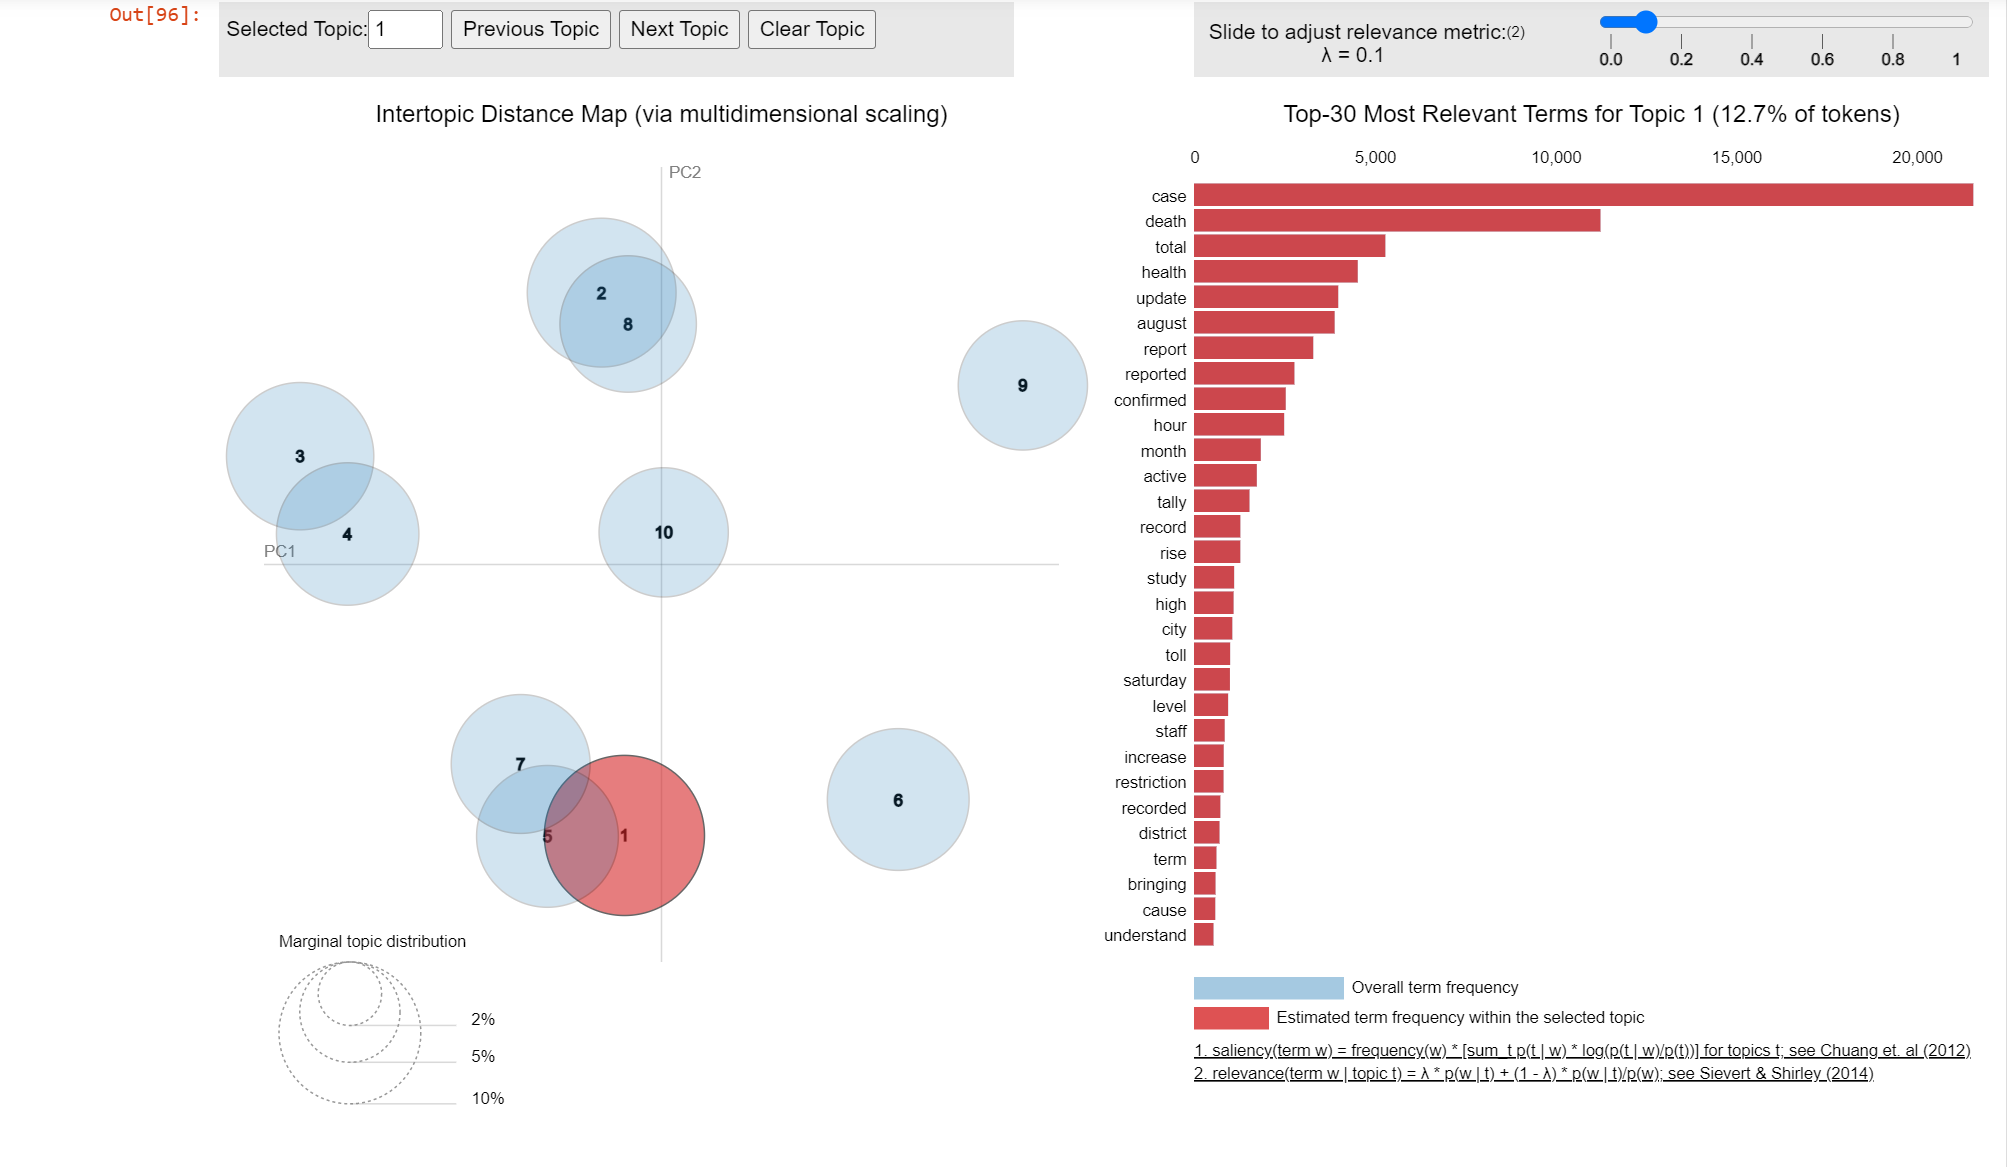 Out[96]:
Selected Topic: 1 Previous Topic Next Topic Clear Topic
Slide to adjust relevance metric:(2)
λ = 0.1
0.0 0.2 0.4 0.6 0.8 1
Intertopic Distance Map (via multidimensional scaling)
PC2
2
8
9
3
4
10
PC1
7
5
1
6
Marginal topic distribution
2%
5%
10%
Top-30 Most Relevant Terms for Topic 1 (12.7% of tokens)
0 5,000 10,000 15,000 20,000
case
death
total
health
update
august
report
reported
confirmed
hour
month
active
tally
record
rise
study
high
city
toll
saturday
level
staff
increase
restriction
recorded
district
term
bringing
cause
understand
Overall term frequency
Estimated term frequency within the selected topic
1. saliency(term w) = frequency(w) * [sum_t p(t | w) * log(p(t | w)/p(t))] for topics t; see Chuang et. al (2012)
2. relevance(term w | topic t) = λ * p(w | t) + (1 - λ) * p(w | t)/p(w); see Sievert & Shirley (2014)